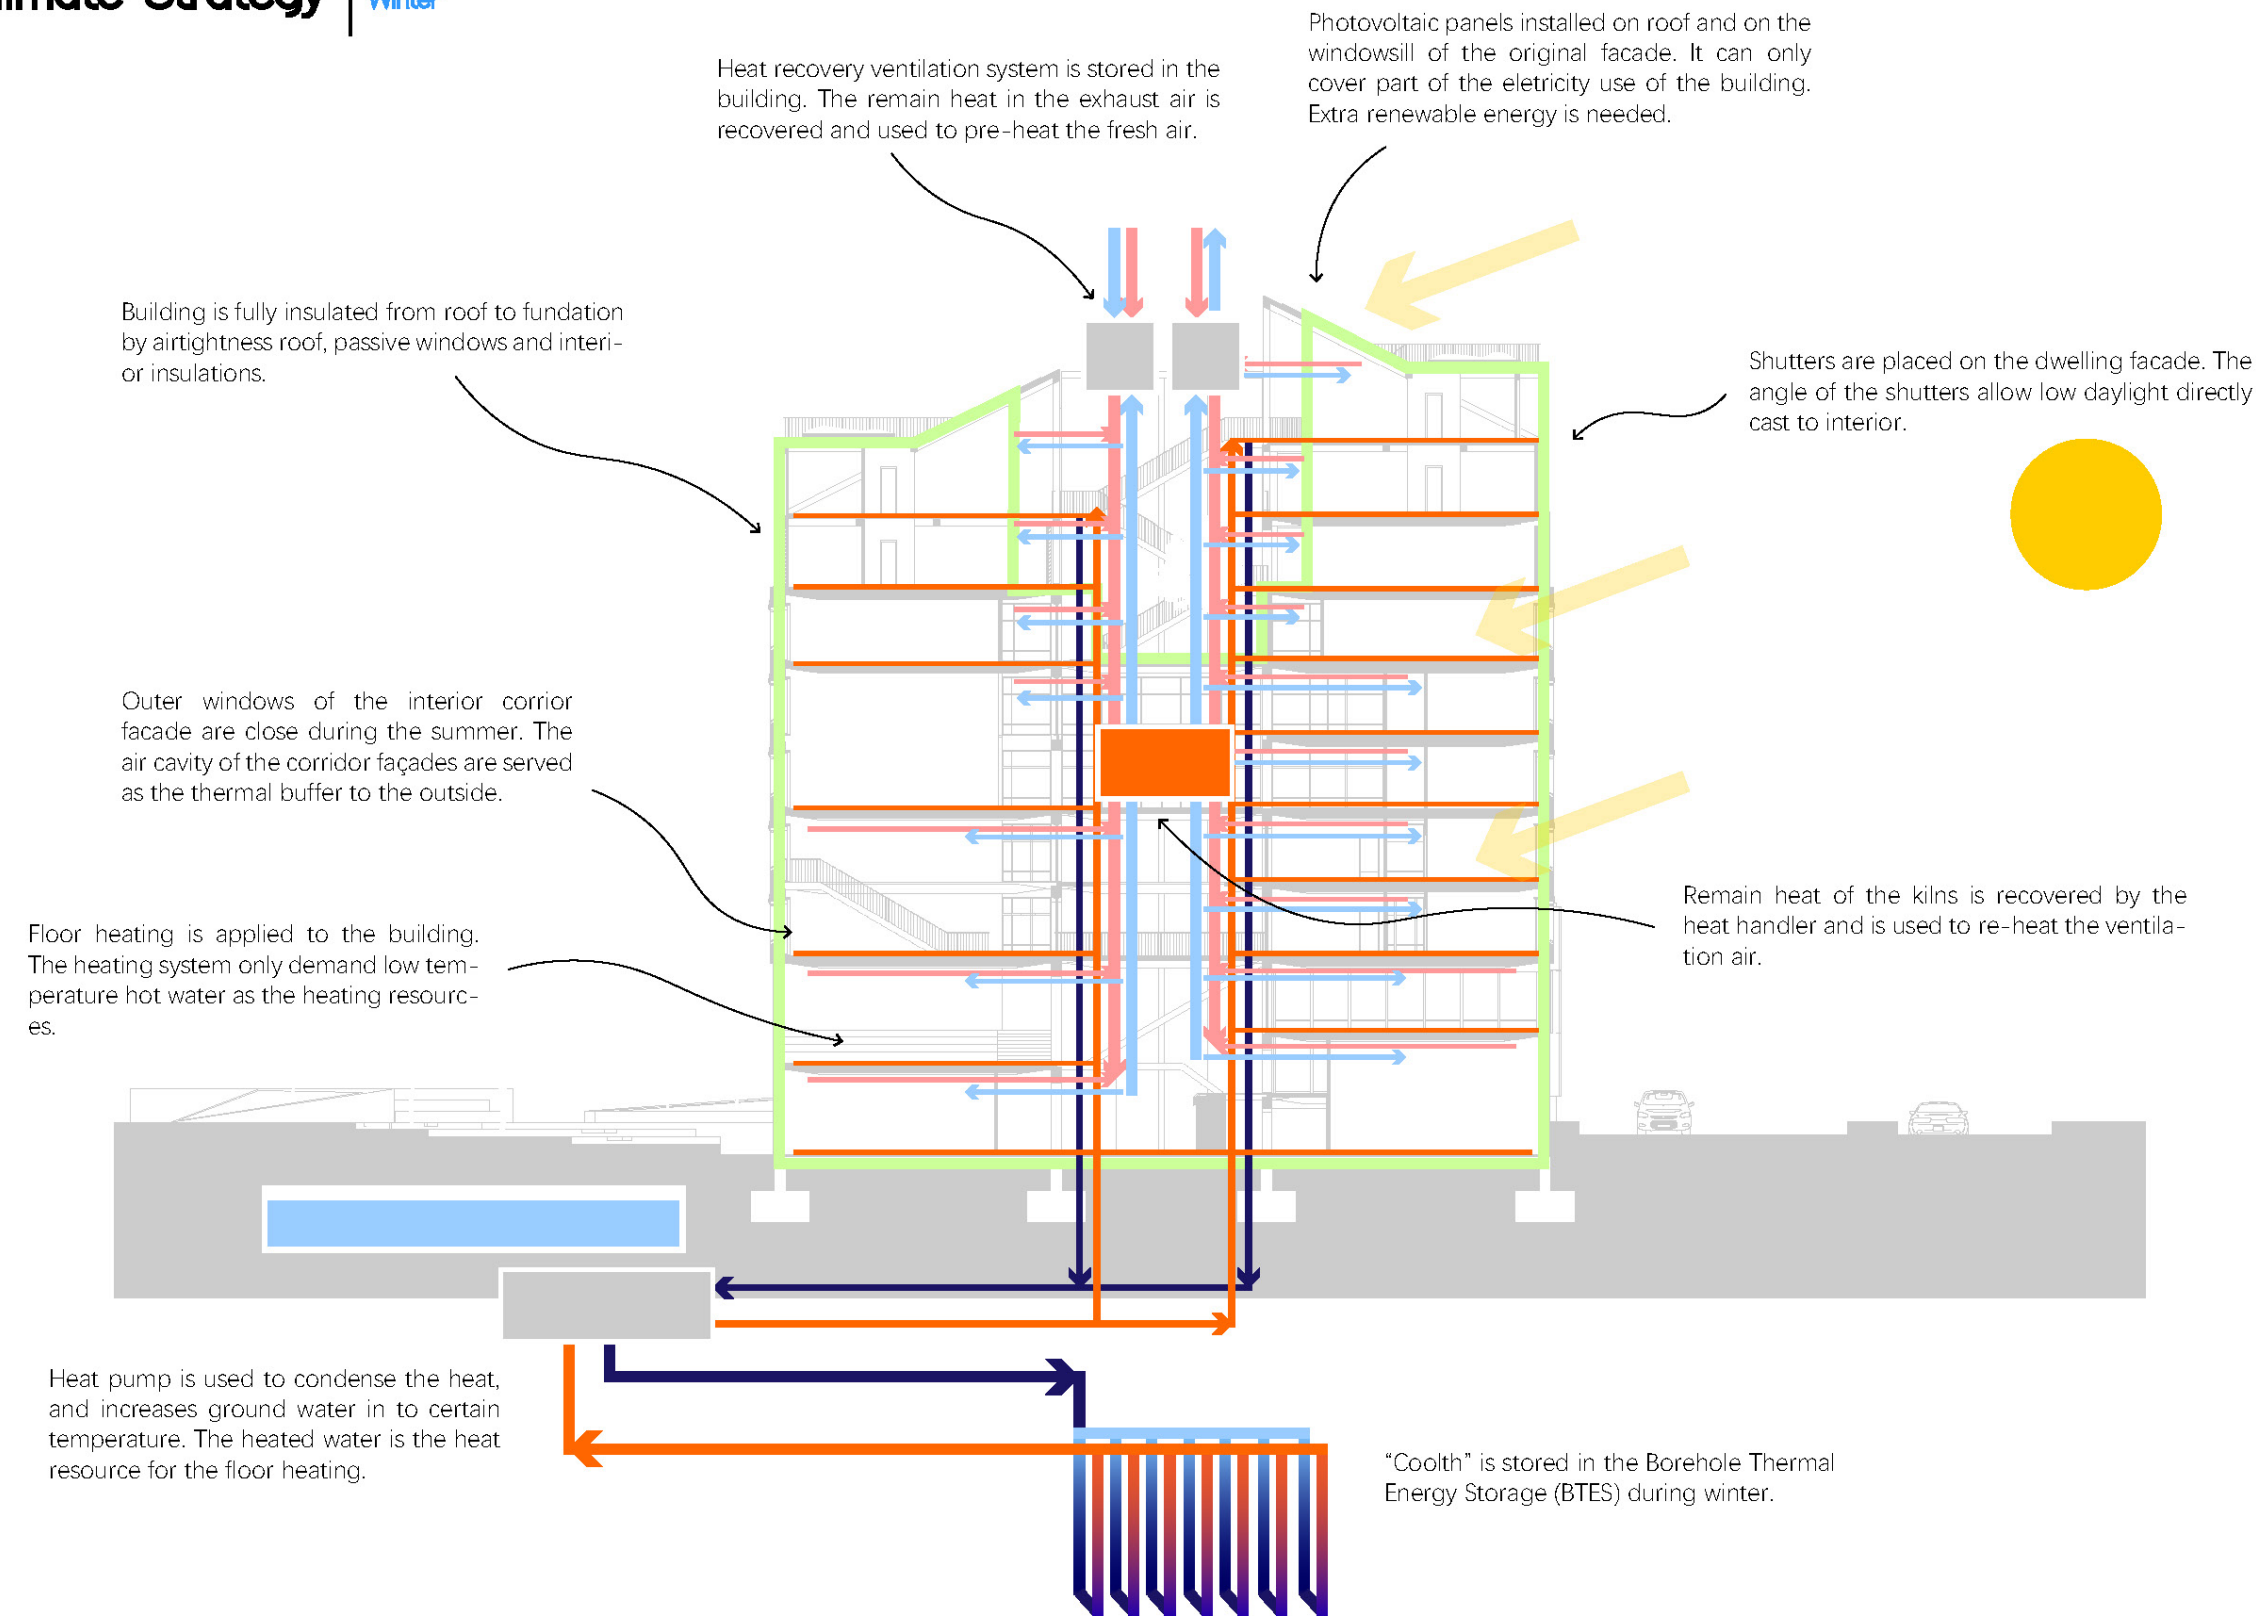 Climate Strategy | Winter
Photovoltaic panels installed on roof and on the
windowsill of the original facade. It can only
cover part of the eletricity use of the building.
Extra renewable energy is needed.
Heat recovery ventilation system is stored in the
building. The remain heat in the exhaust air is
recovered and used to pre-heat the fresh air.
Building is fully insulated from roof to fundation
by airtightness roof, passive windows and interi-
or insulations.
Shutters are placed on the dwelling facade. The
angle of the shutters allow low daylight directly
cast to interior.
Outer windows of the interior corrior
facade are close during the summer. The
air cavity of the corridor façades are served
as the thermal buffer to the outside.
Remain heat of the kilns is recovered by the
heat handler and is used to re-heat the ventila-
tion air.
Floor heating is applied to the building.
The heating system only demand low tem-
perature hot water as the heating resourc-
es.
Heat pump is used to condense the heat,
and increases ground water in to certain
temperature. The heated water is the heat
resource for the floor heating.
“Coolth” is stored in the Borehole Thermal
Energy Storage (BTES) during winter.